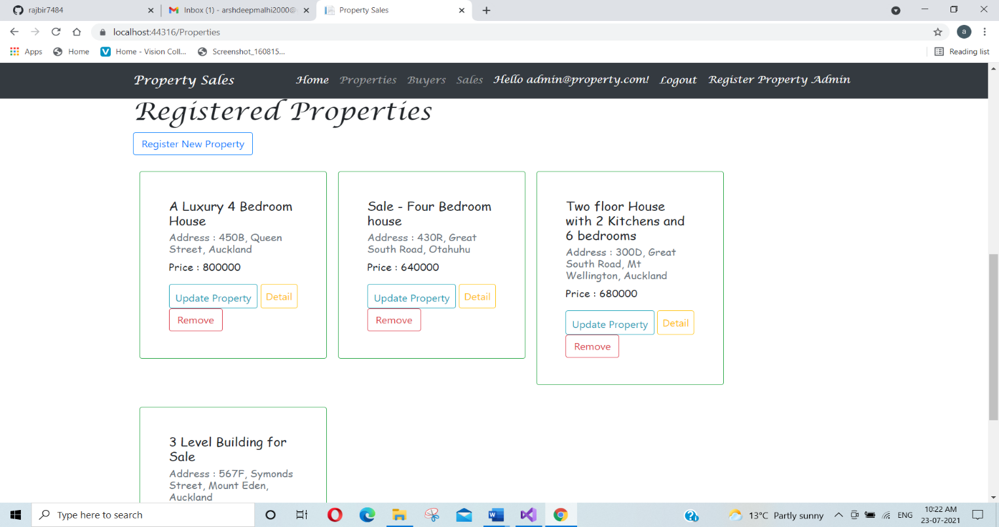 rajbir7484
Inbox (1) - arshdeepmalhi2000@
Property Sales
localhost:44316/Properties
a
Apps
Home
Home - Vision Coll...
Screenshot_160815...
Reading list
Property Sales
Home
Properties
Buyers
Sales
Hello admin@property.com!
Logout
Register Property Admin
Registered Properties
Register New Property
A Luxury 4 Bedroom
House
Address : 450B, Queen
Street, Auckland
Price : 800000
Update Property
Detail
Remove
Sale - Four Bedroom
house
Address : 430R, Great
South Road, Otahuhu
Price : 640000
Update Property
Detail
Remove
Two floor House
with 2 Kitchens and
6 bedrooms
Address : 300D, Great
South Road, Mt
Wellington, Auckland
Price : 680000
Update Property
Detail
Remove
3 Level Building for
Sale
Address : 567F, Symonds
Street, Mount Eden,
Auckland
Type here to search
13°C Partly sunny
ENG
10:22 AM
23-07-2021